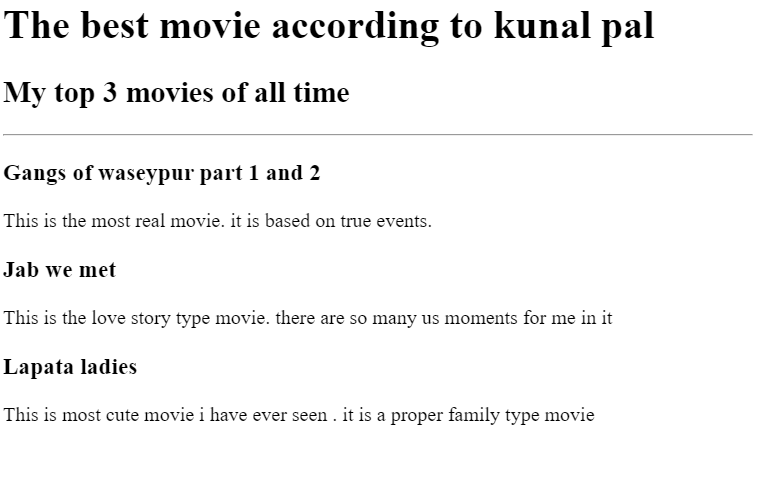 The best movie according to kunal pal
My top 3 movies of all time
Gangs of waseypur part 1 and 2
This is the most real movie. it is based on true events.
Jab we met
This is the love story type movie. there are so many us moments for me in it
Lapata ladies
This is most cute movie i have ever seen . it is a proper family type movie